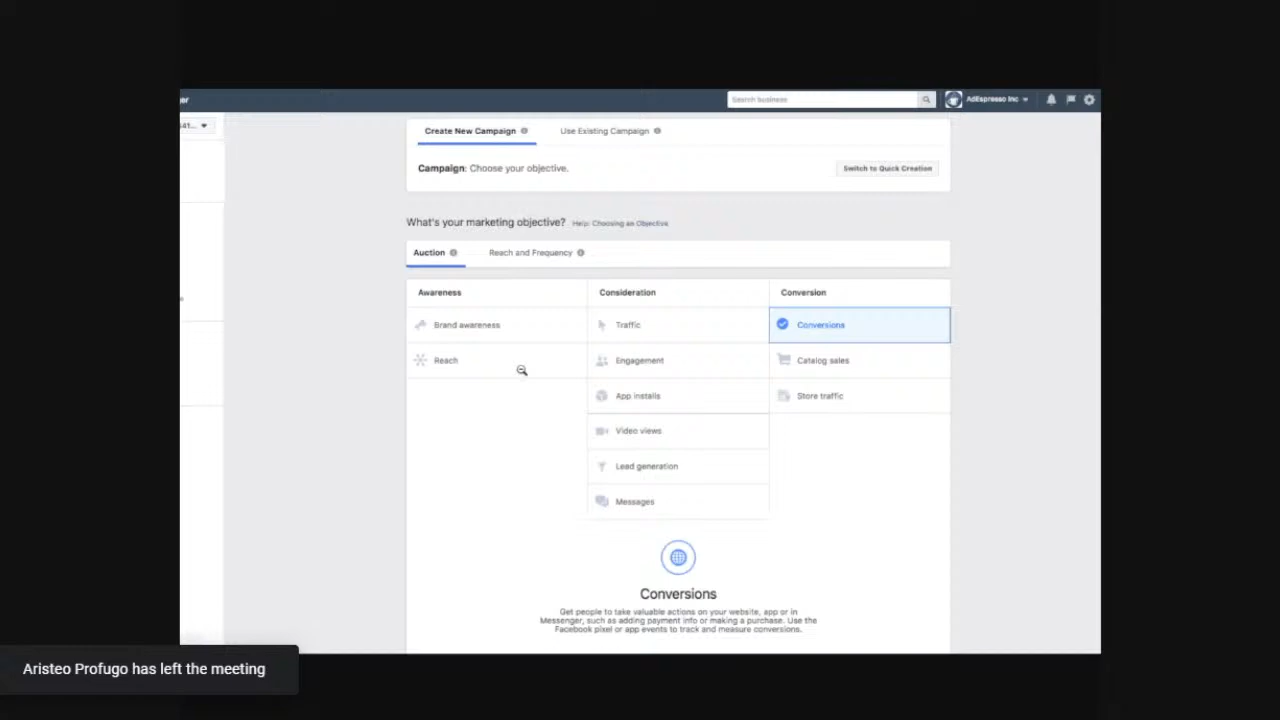 ger
Search business
AdEspresso Inc
41...
Create New Campaign
Use Existing Campaign
Campaign: Choose your objective.
Switch to Quick Creation
What's your marketing objective? Help: Choosing an Objective
Auction
Reach and Frequency
Awareness
Consideration
Conversion
Brand awareness
Traffic
Conversions
Reach
Engagement
Catalog sales
App installs
Store traffic
Video views
Lead generation
Messages
Conversions
Get people to take valuable actions on your website, app or in
Messenger, such as adding payment info or making a purchase. Use the
Facebook pixel or app events to track and measure conversions.
Aristeo Profugo has left the meeting